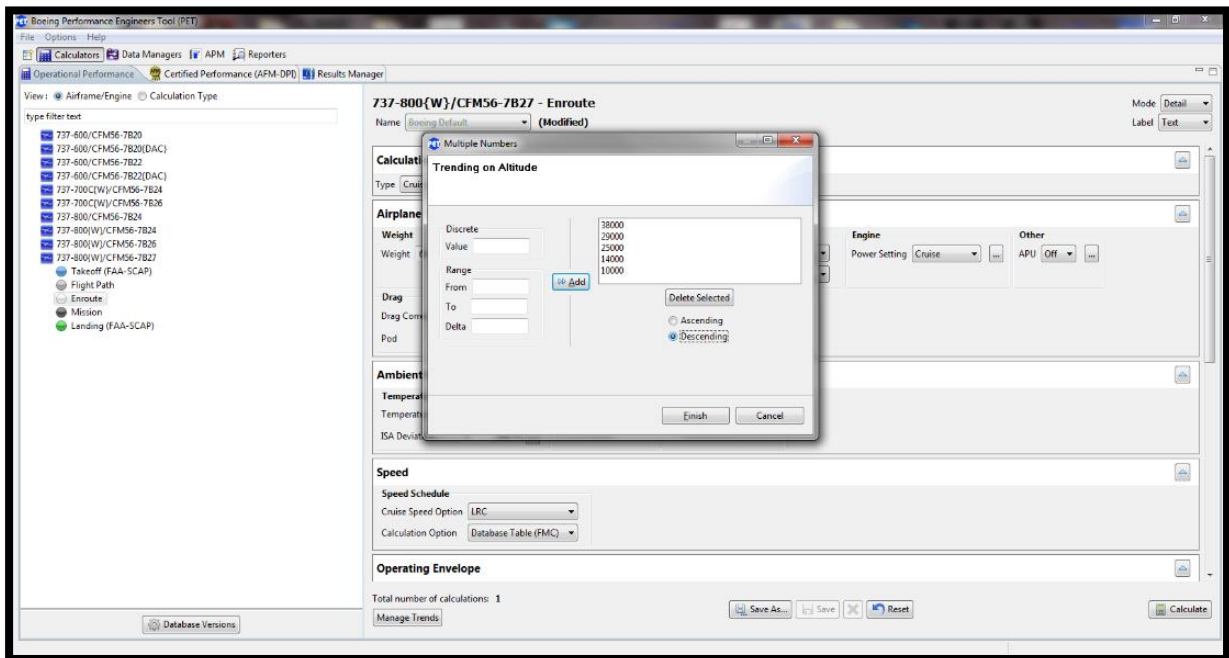 Boeing Performance Engineers Tool (PET)
File Options Help
Calculators Data Managers APM Reporters
Operational Performance Certified Performance (AFM-DPI) Results Manager
View: Airframe/Engine Calculation Type
type filter text
737-600/CFM56-7B20
737-600/CFM56-7B20(DAC)
737-600/CFM56-7B22
737-600/CFM56-7B22(DAC)
737-700C(W)/CFM56-7B24
737-700C(W)/CFM56-7B26
737-800/CFM56-7B24
737-800(W)/CFM56-7B24
737-800(W)/CFM56-7B26
737-800(W)/CFM56-7B27
Takeoff (FAA-SCAP)
Flight Path
Enroute
Mission
Landing (FAA-SCAP)
Database Versions
737-800{W}/CFM56-7B27 - Enroute
Name Boeing Default (Modified)
Mode Detail
Label Text
Calculati
Type Crui
Airplane
Weight
Weight
Engine
Power Setting Cruise ...
Other
APU Off ...
Drag
Drag Com
Pod
Ambient
Temperat
Temperat
ISA Deviat
Multiple Numbers
Trending on Altitude
Discrete
Value
Range
From
To
Delta
Add
38000
29000
25000
14000
10000
Delete Selected
Ascending
Descending
Finish Cancel
Speed
Speed Schedule
Cruise Speed Option LRC
Calculation Option Database Table (FMC)
Operating Envelope
Total number of calculations: 1
Manage Trends
Save As... Save Reset Calculate